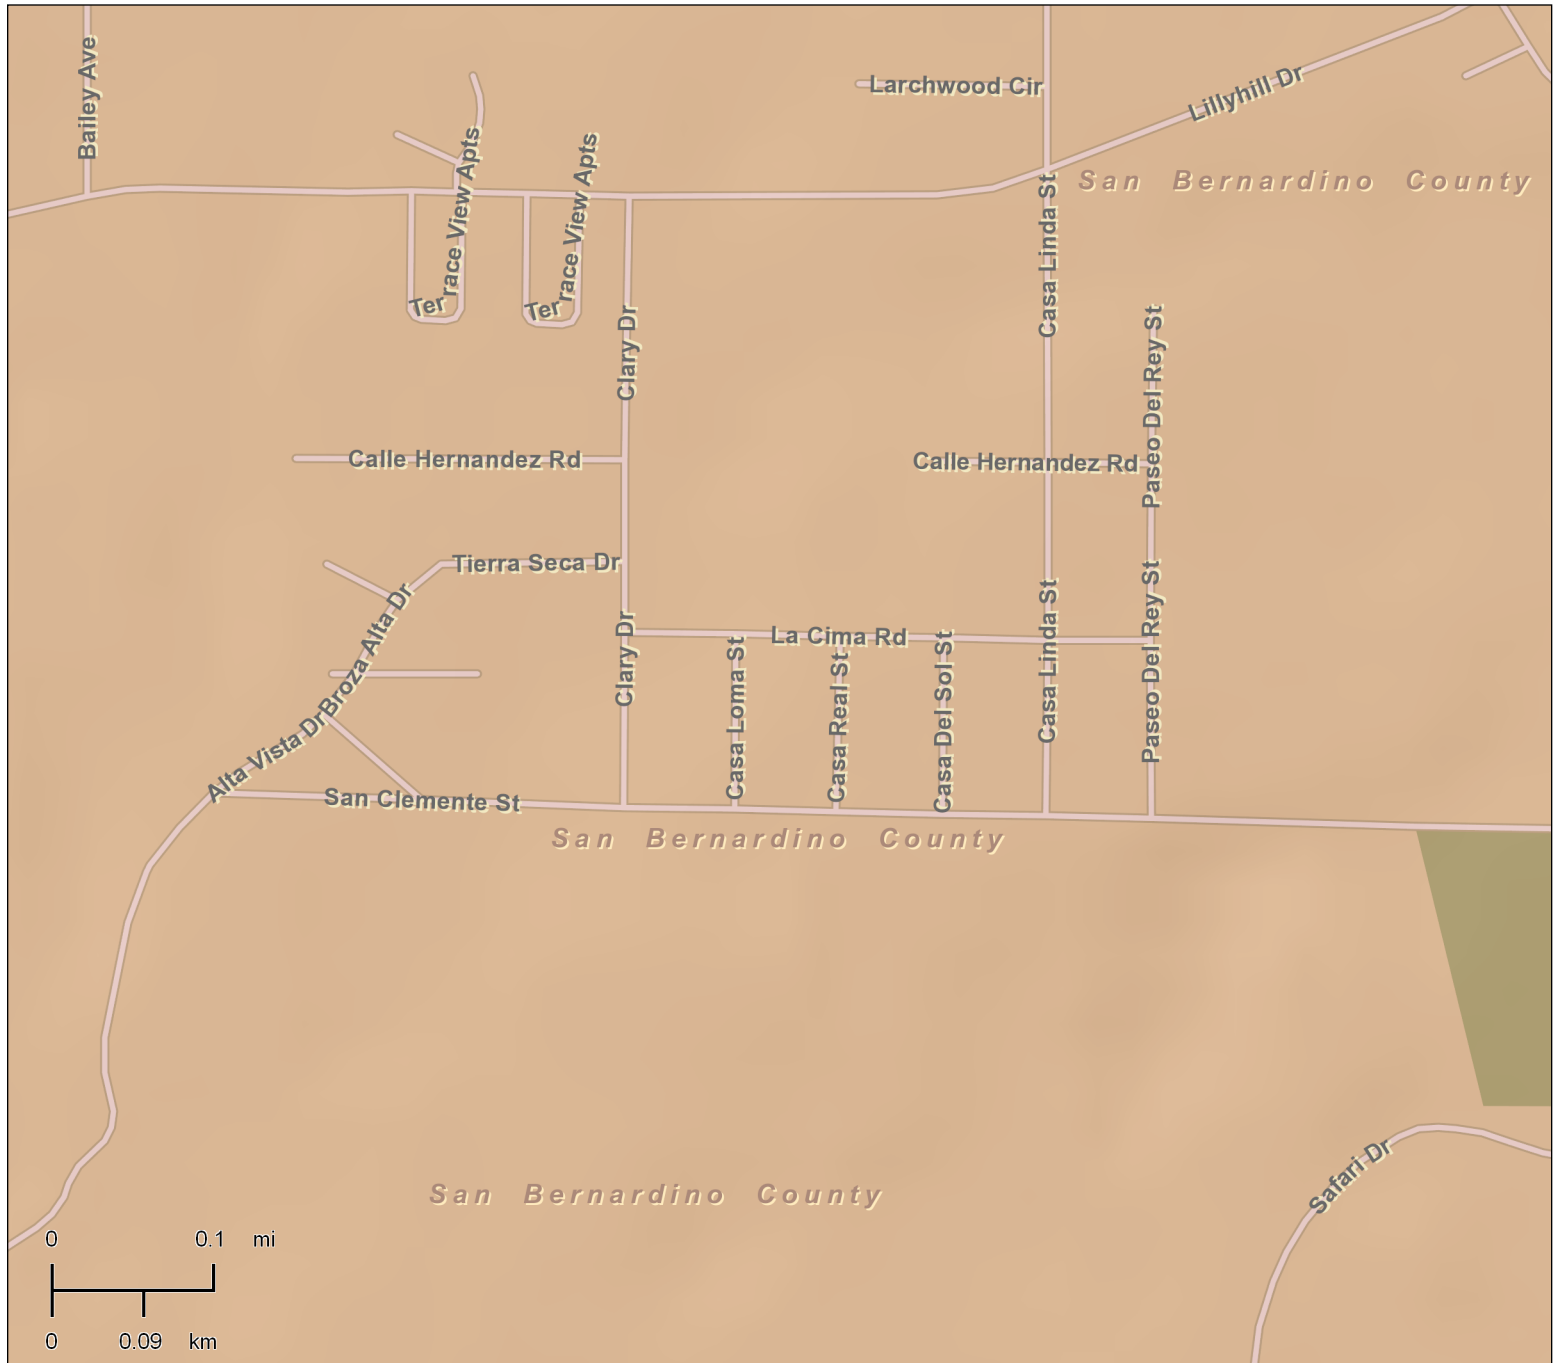 Bailey Ave
Larchwood Cir
Lillyhill Dr
San Bernardino County
Terrace View Apts
Terrace View Apts
Casa Linda St
Clary Dr
Paseo Del Rey St
Calle Hernandez Rd
Calle Hernandez Rd
Tierra Seca Dr
Broza Alta Dr
Clary Dr
La Cima Rd
Casa Loma St
Casa Real St
Casa Del Sol St
Casa Linda St
Paseo Del Rey St
Alta Vista Dr
San Clemente St
San Bernardino County
Safari Dr
San Bernardino County
0 0.1 mi
0 0.09 km